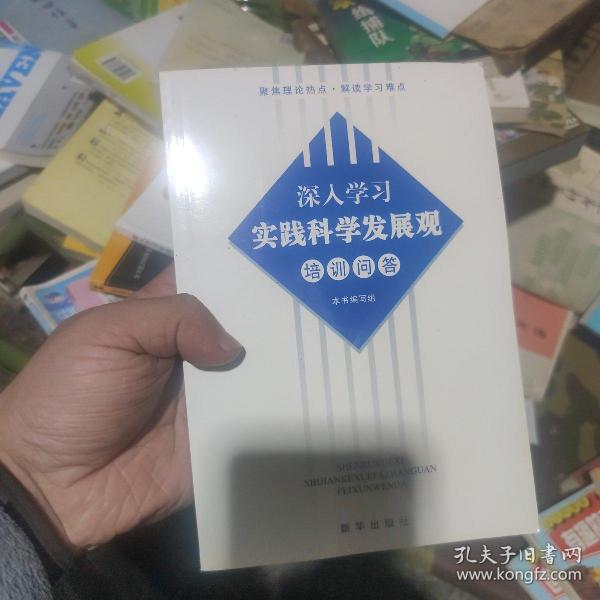 聚焦理论热点·解读学习难点
深入学习
实践科学发展观
培训问答
本书编写组
SHENRUXUEXI
SHIJIANKEXUEFAZHANGUAN
PEIXUNWENDA
新华出版社
孔夫子旧书网
www.kongfz.com